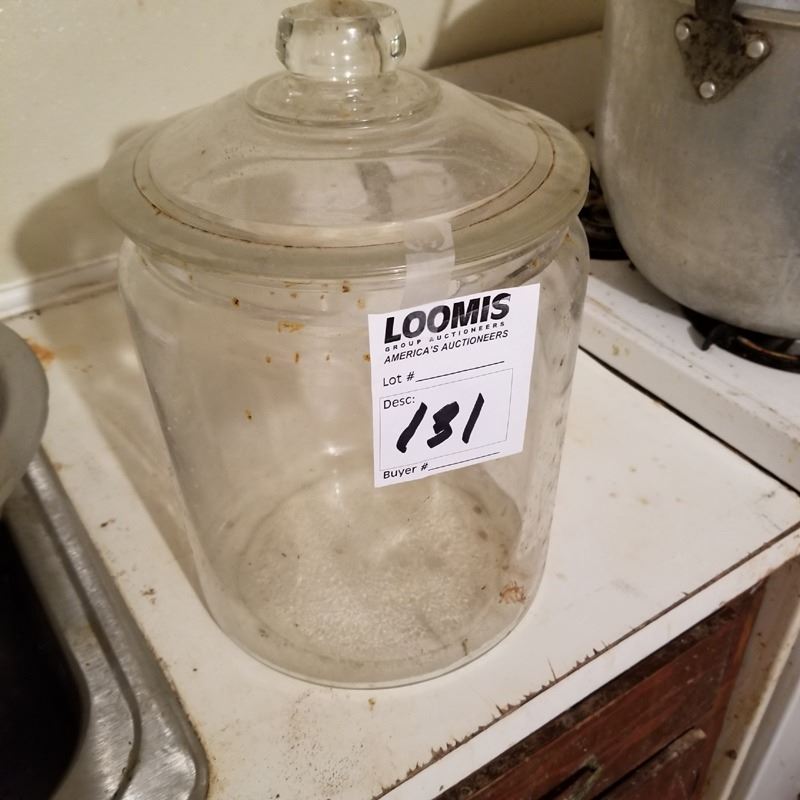 LOOMIS
GROUP AUCTIONEERS
AMERICA'S AUCTIONEERS
Lot #
Desc:
131
Buyer #